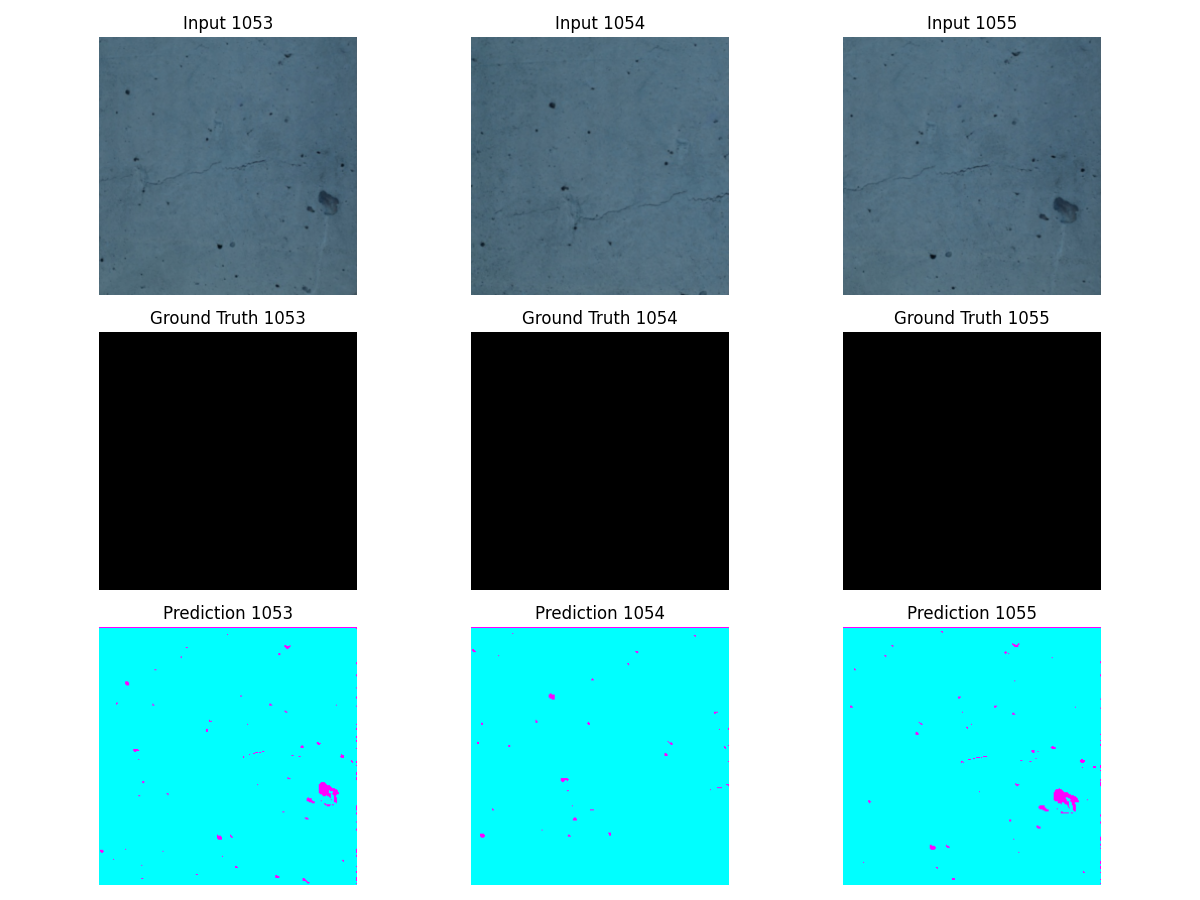 Input 1053
Input 1054
Input 1055
Ground Truth 1053
Ground Truth 1054
Ground Truth 1055
Prediction 1053
Prediction 1054
Prediction 1055